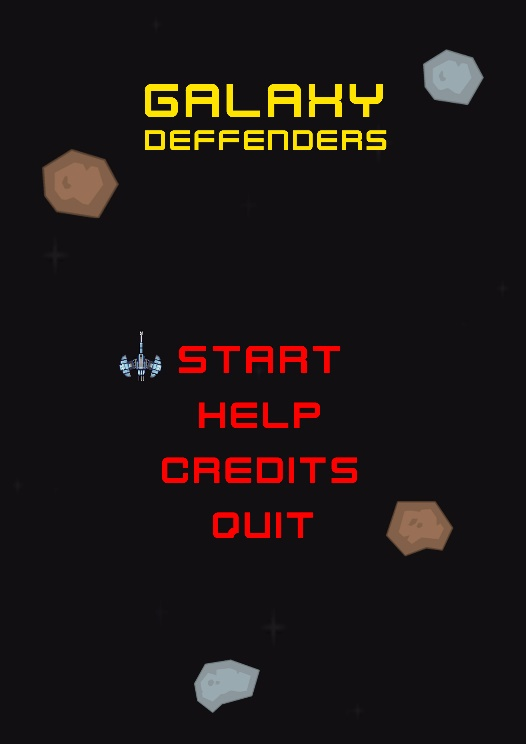 GALAXY
DEFFENDERS
START
HELP
CREDITS
QUIT